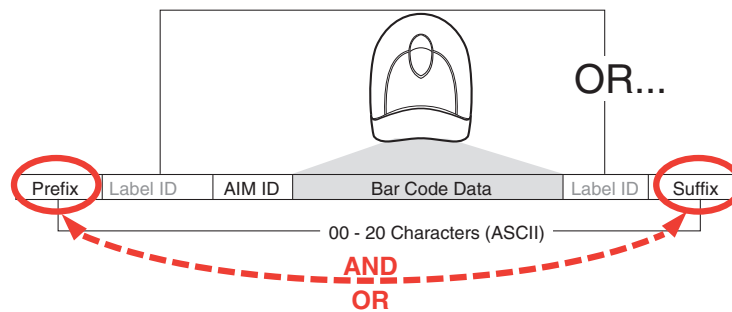 OR...
Prefix Label ID AIM ID Bar Code Data Label ID Suffix
00 - 20 Characters (ASCII)
AND
OR